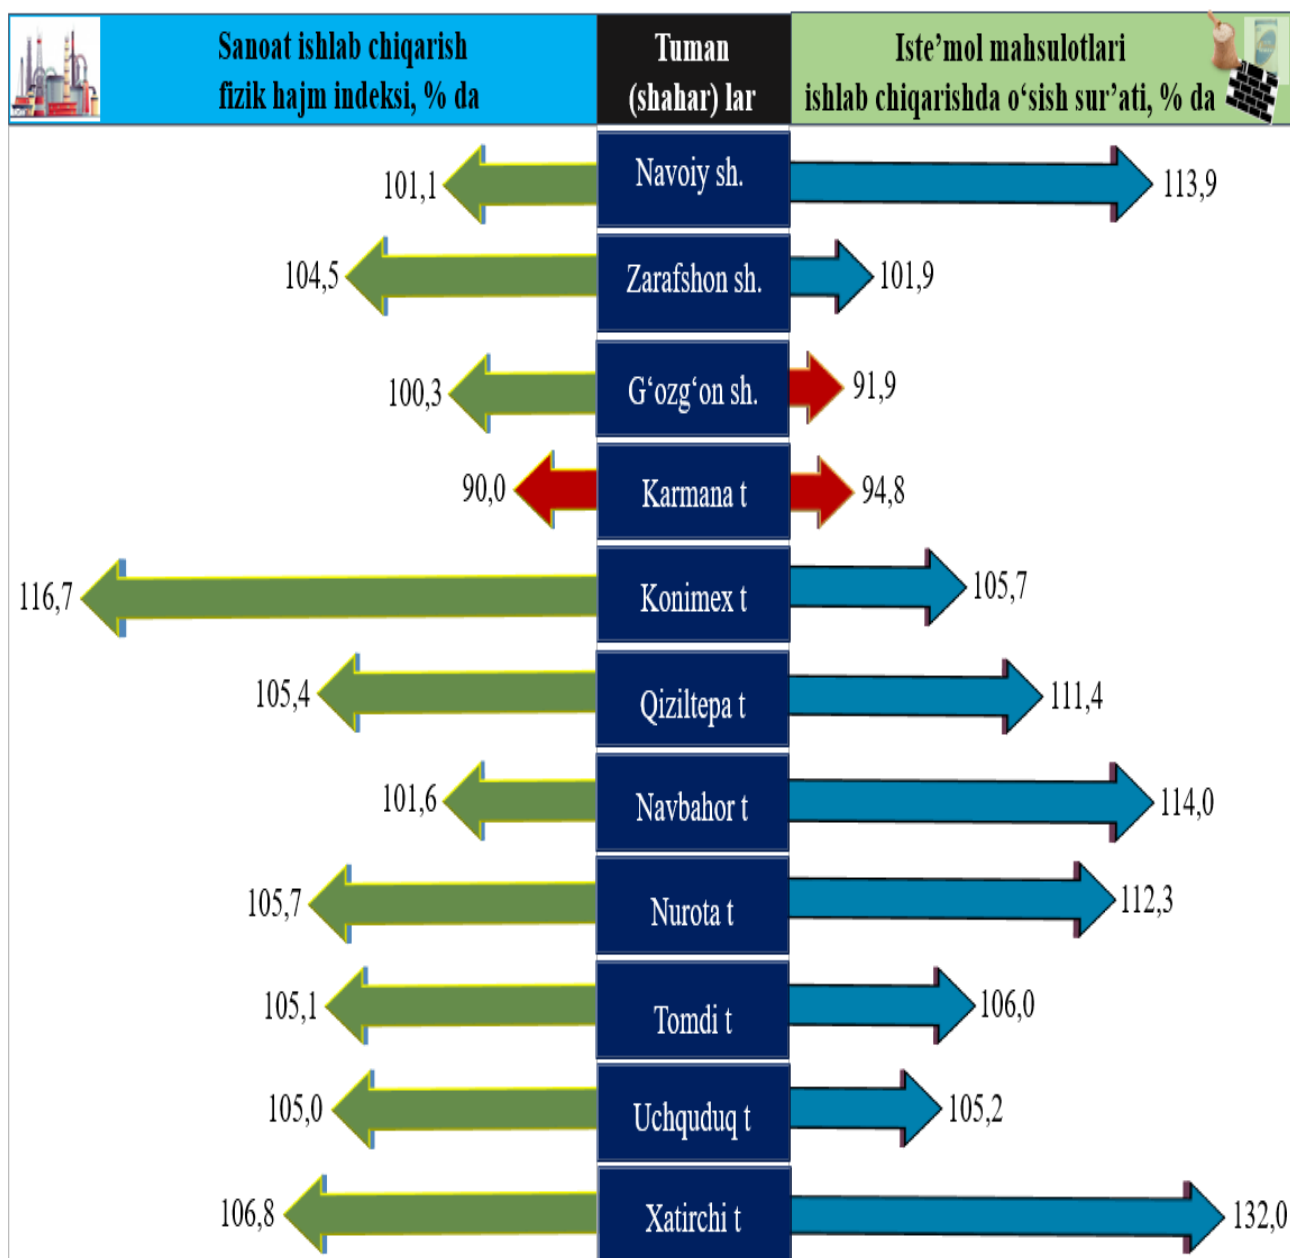 Sanoat ishlab chiqarish
fizik hajm indeksi, % da
Tuman
(shahar) lar
Iste’mol mahsulotlari
ishlab chiqarishda o‘sish sur’ati, % da
101,1
Navoiy sh.
113,9
104,5
Zarafshon sh.
101,9
100,3
G‘ozg‘on sh.
91,9
90,0
Karmana t
94,8
116,7
Konimex t
105,7
105,4
Qiziltepa t
111,4
101,6
Navbahor t
114,0
105,7
Nurota t
112,3
105,1
Tomdi t
106,0
105,0
Uchquduq t
105,2
106,8
Xatirchi t
132,0